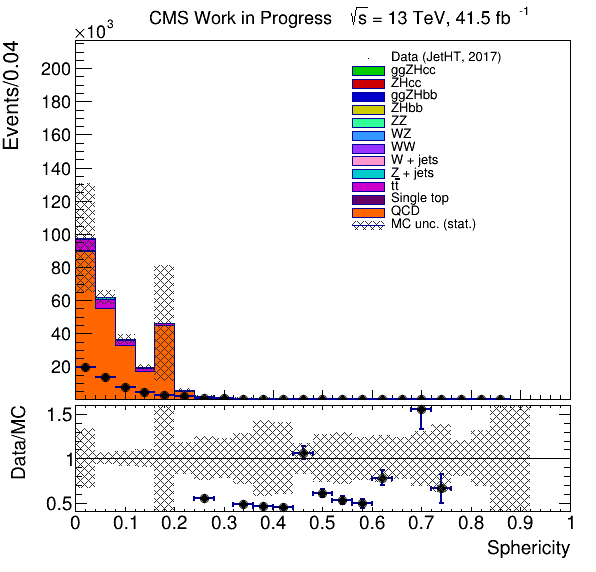 CMS Work in Progress √s = 13 TeV, 41.5 fb⁻¹
×10³
Events/0.04
200
180
160
140
120
100
80
60
40
20
Data (JetHT, 2017)
ggZHcc
ZHcc
ggZHbb
ZHbb
ZZ
WZ
WW
W + jets
Z + jets
tt̄
Single top
QCD
MC unc. (stat.)
Data/MC
1.5
1
0.5
0 0.1 0.2 0.3 0.4 0.5 0.6 0.7 0.8 0.9 1
Sphericity